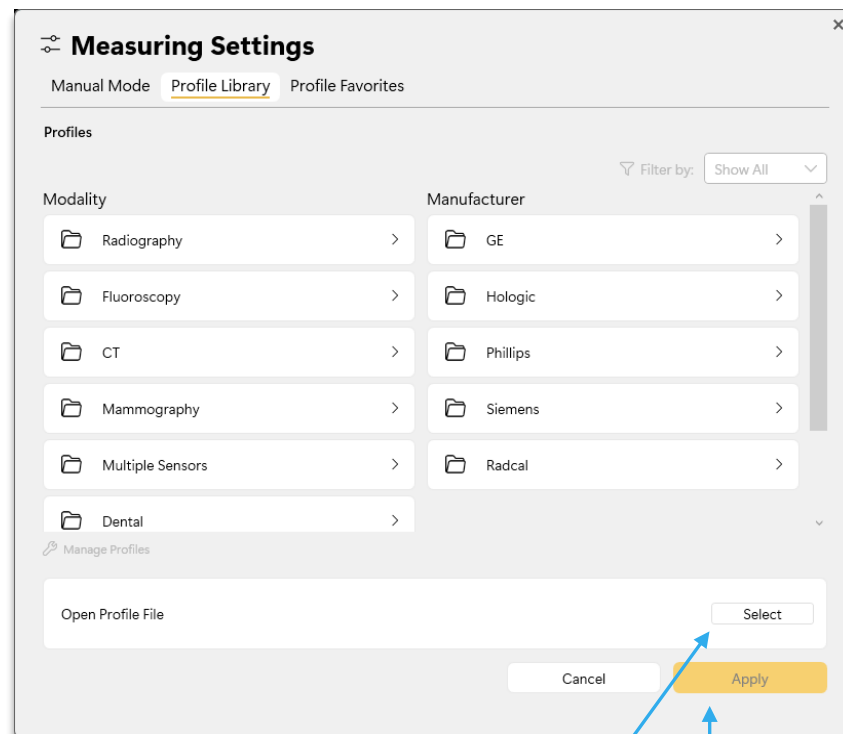 Measuring Settings
Manual Mode Profile Library Profile Favorites
Profiles
Filter by: Show All
Modality Manufacturer
Radiography GE
Fluoroscopy Hologic
CT Phillips
Mammography Siemens
Multiple Sensors Radcal
Dental
Manage Profiles
Open Profile File Select
Cancel Apply